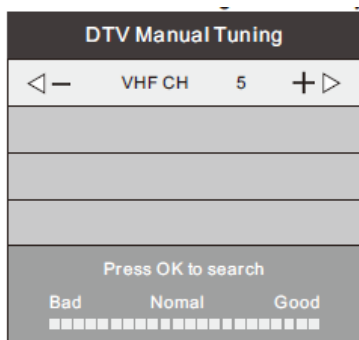 DTV Manual Tuning
VHF CH 5
Press OK to search
Bad Nomal Good